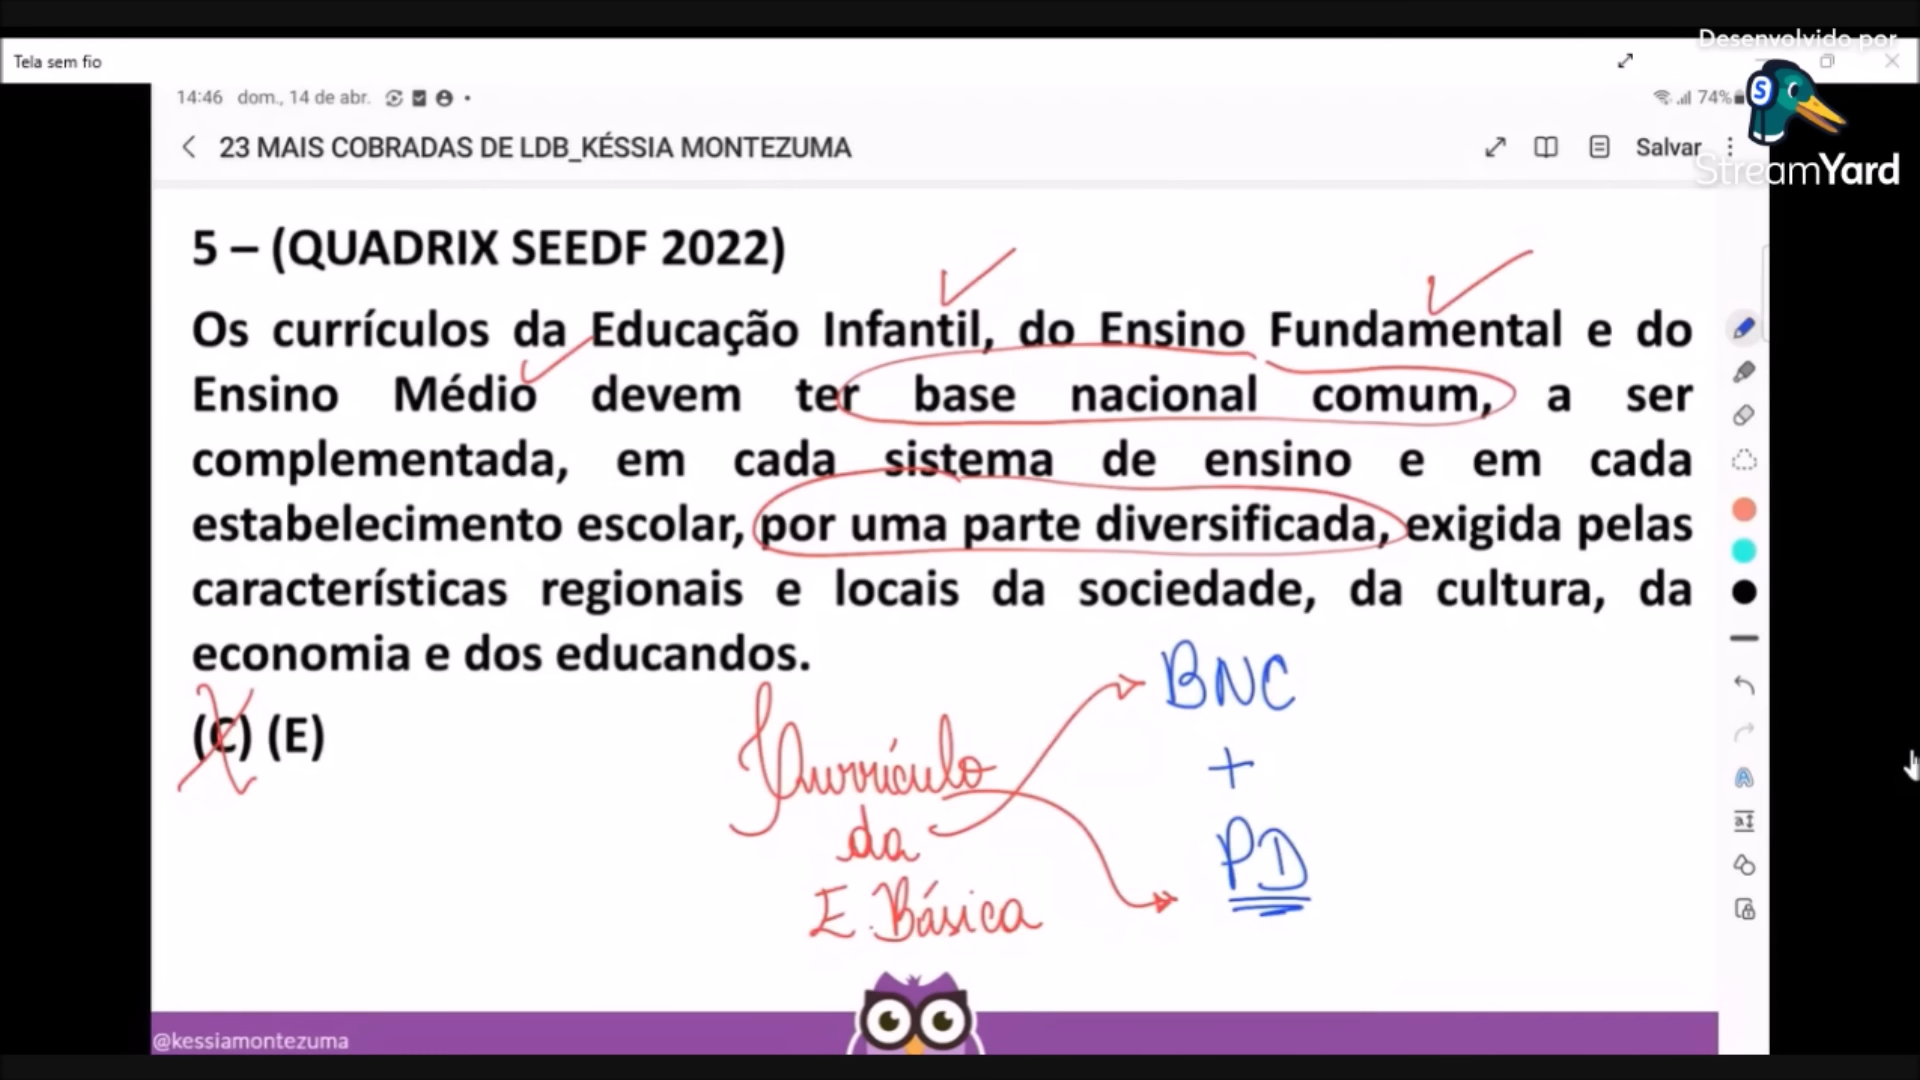 Desenvolvido por
Tela sem fio
14:46 dom., 14 de abr.
74%
23 MAIS COBRADAS DE LDB_KÉSSIA MONTEZUMA
Salvar
StreamYard
5 – (QUADRIX SEEDF 2022)
Os currículos da Educação Infantil, do Ensino Fundamental e do
Ensino Médio devem ter base nacional comum, a ser
complementada, em cada sistema de ensino e em cada
estabelecimento escolar, por uma parte diversificada, exigida pelas
características regionais e locais da sociedade, da cultura, da
economia e dos educandos.
(C) (E)
Currículo
da
E. Básica
BNC
+
PD
@kessiamontezuma